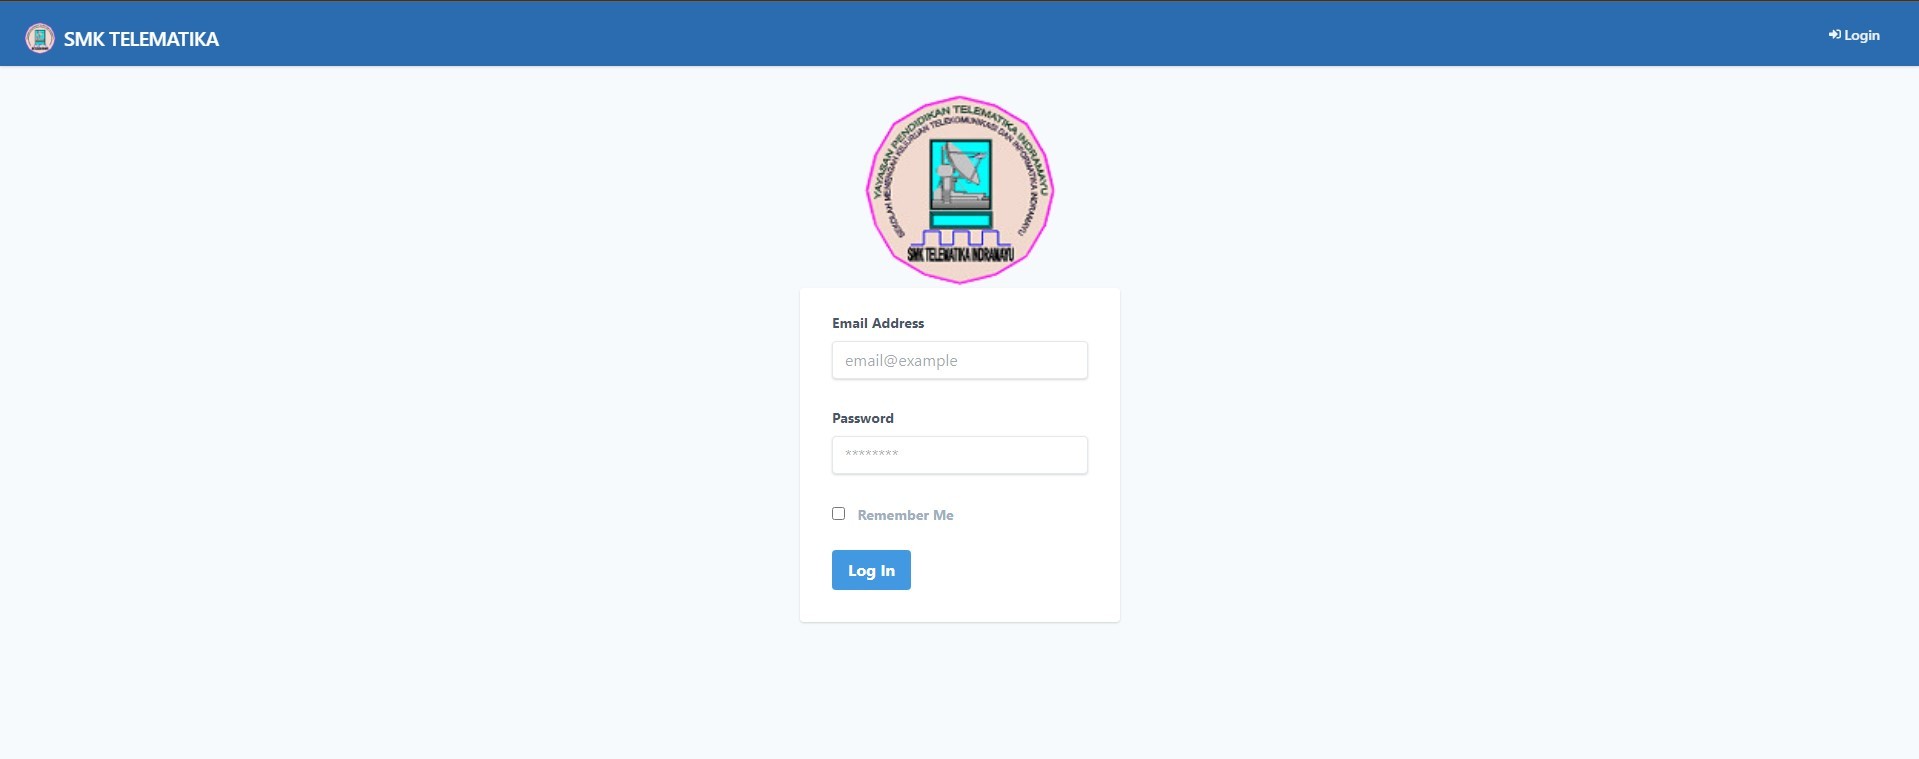 SMK TELEMATIKA
Login
YAYASAN PENDIDIKAN TELEMATIKA INDRAMAYU
SEKOLAH MENENGAH KEJURUAN TELEKOMUNIKASI DAN INFORMATIKA INDRAMAYU
SMK TELEMATIKA INDRAMAYU
Email Address
email@example
Password
********
Remember Me
Log In